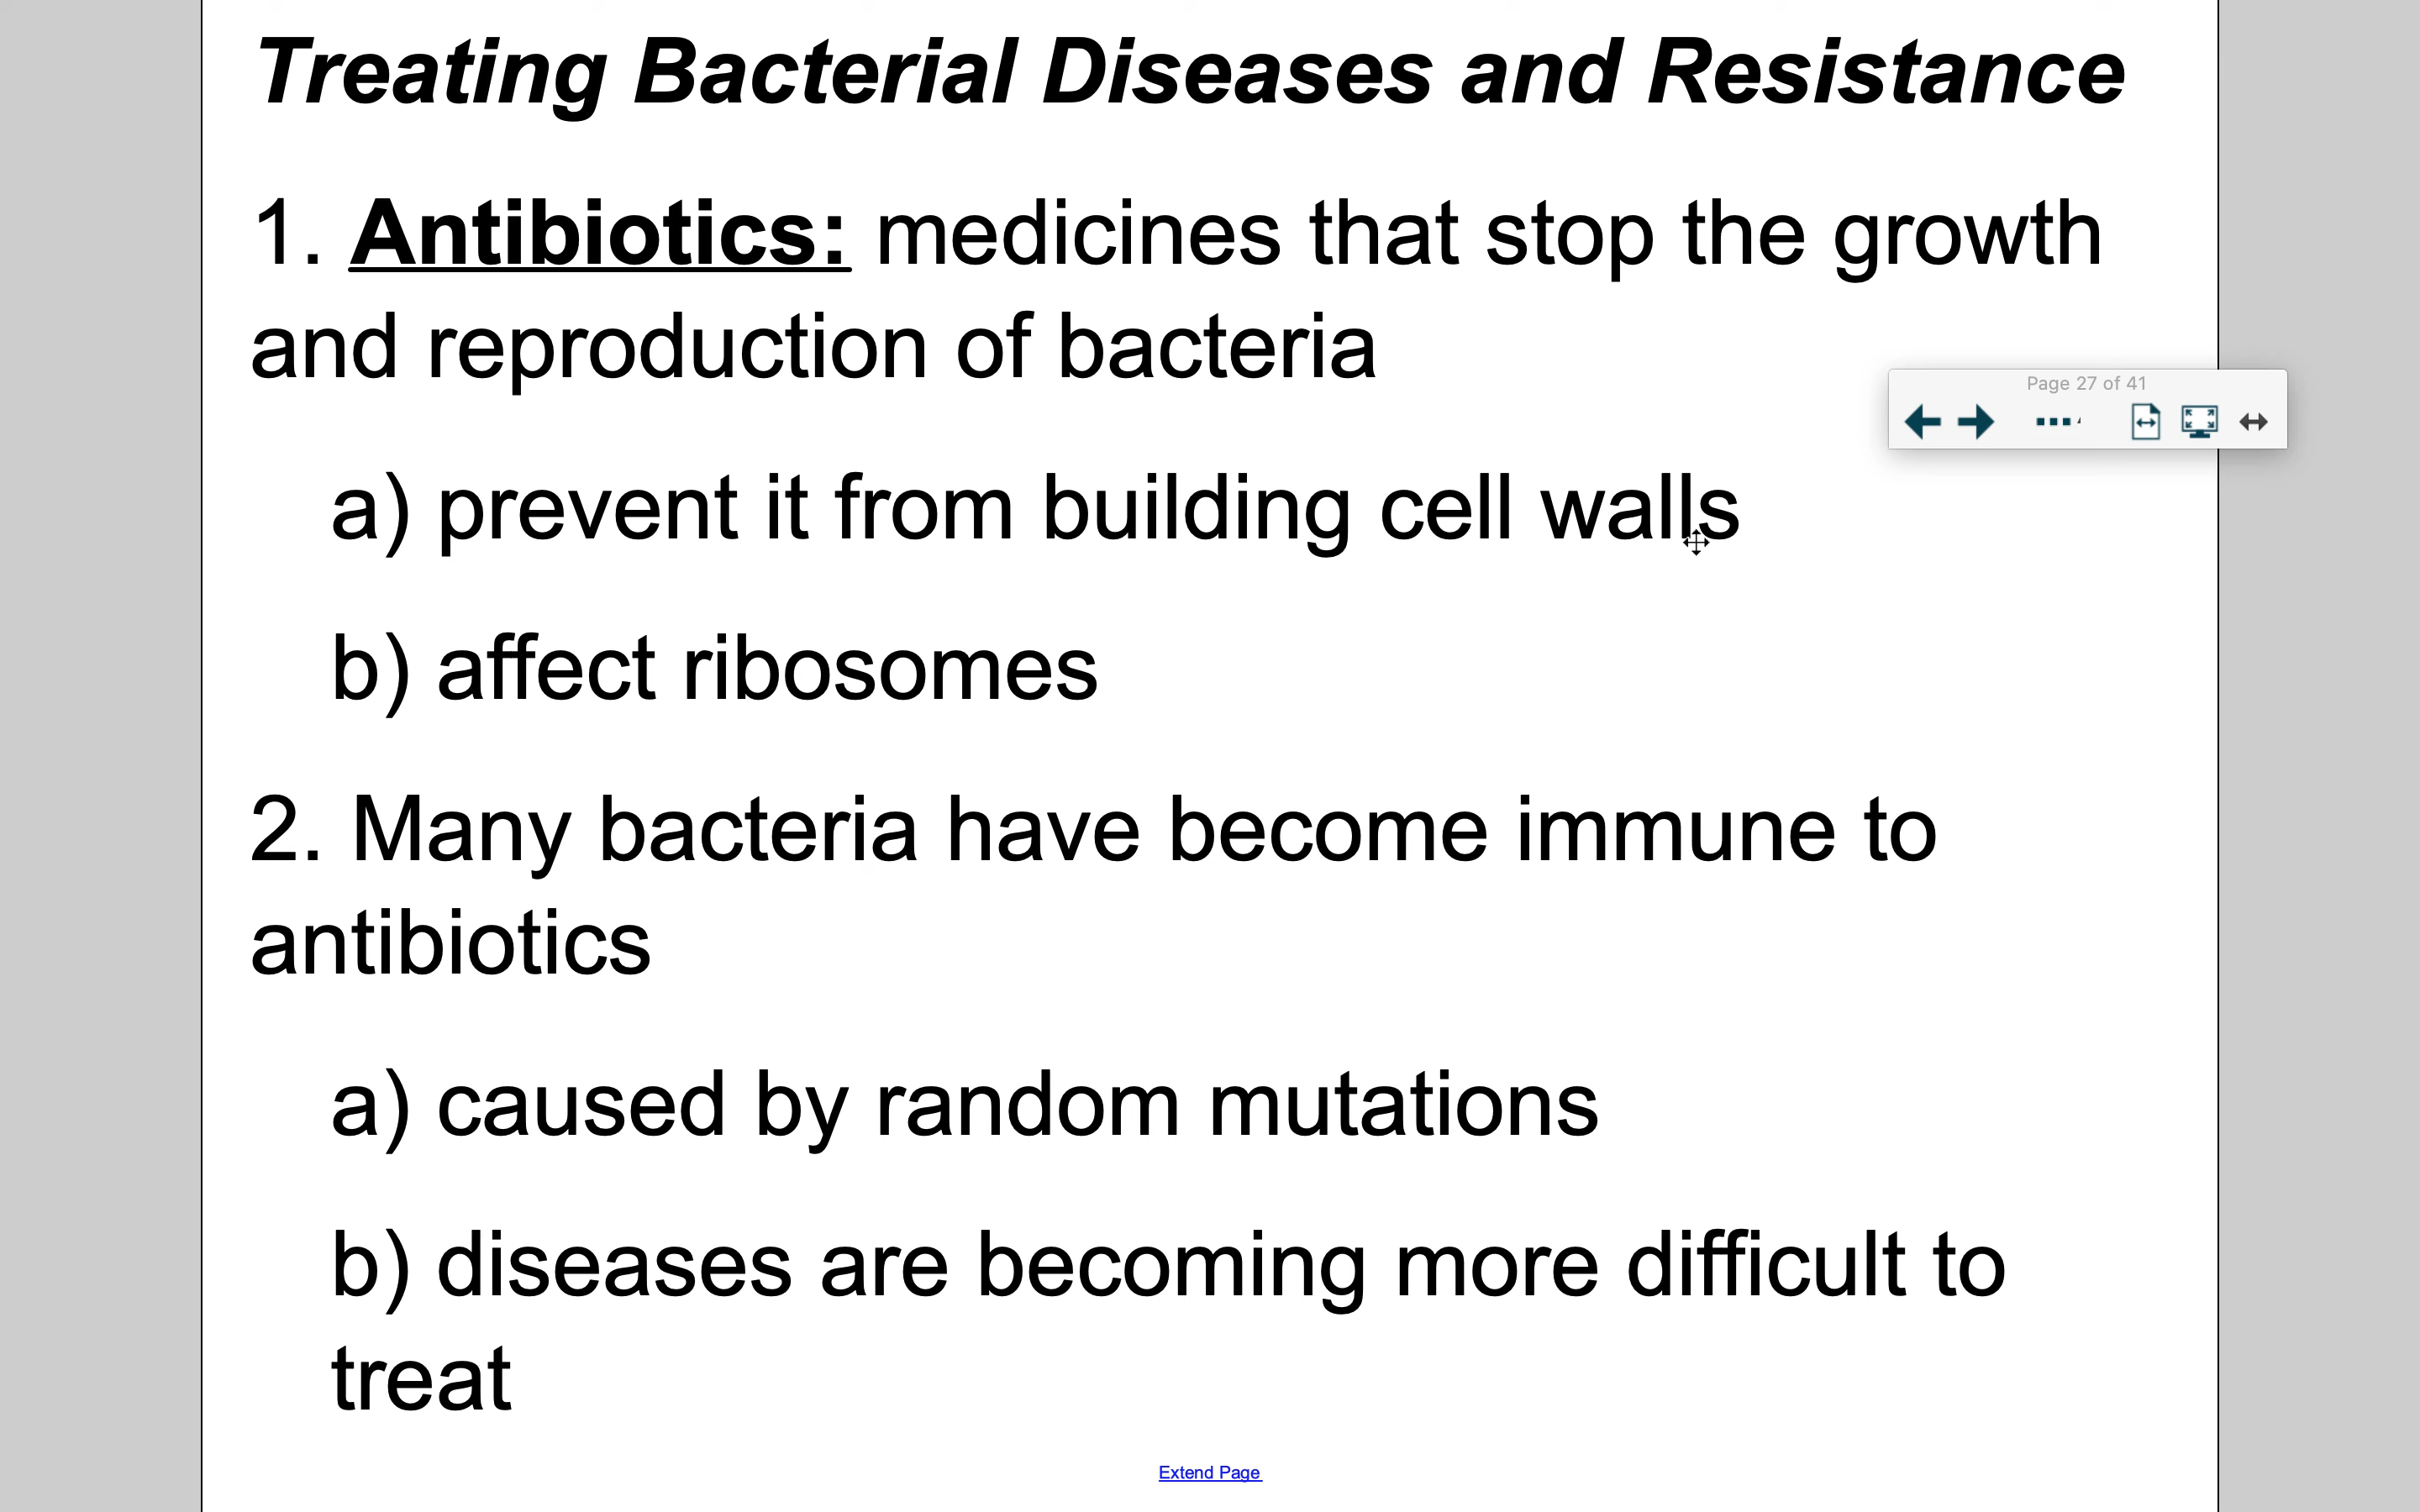 Treating Bacterial Diseases and Resistance
1. Antibiotics: medicines that stop the growth
and reproduction of bacteria
Page 27 of 41
a) prevent it from building cell walls
b) affect ribosomes
2. Many bacteria have become immune to
antibiotics
a) caused by random mutations
b) diseases are becoming more difficult to
treat
Extend Page